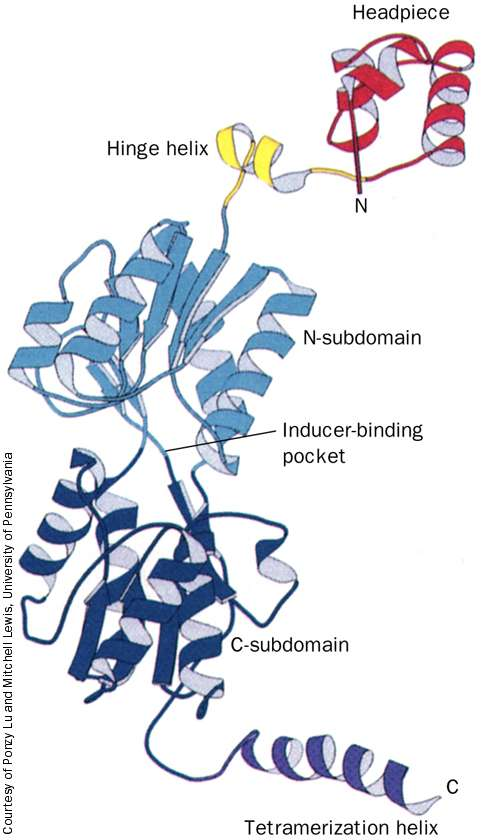 Headpiece
Hinge helix
N
N-subdomain
Inducer-binding
pocket
C-subdomain
C
Tetramerization helix
Courtesy of Ponzy Lu and Mitchell Lewis, University of Pennsylvania